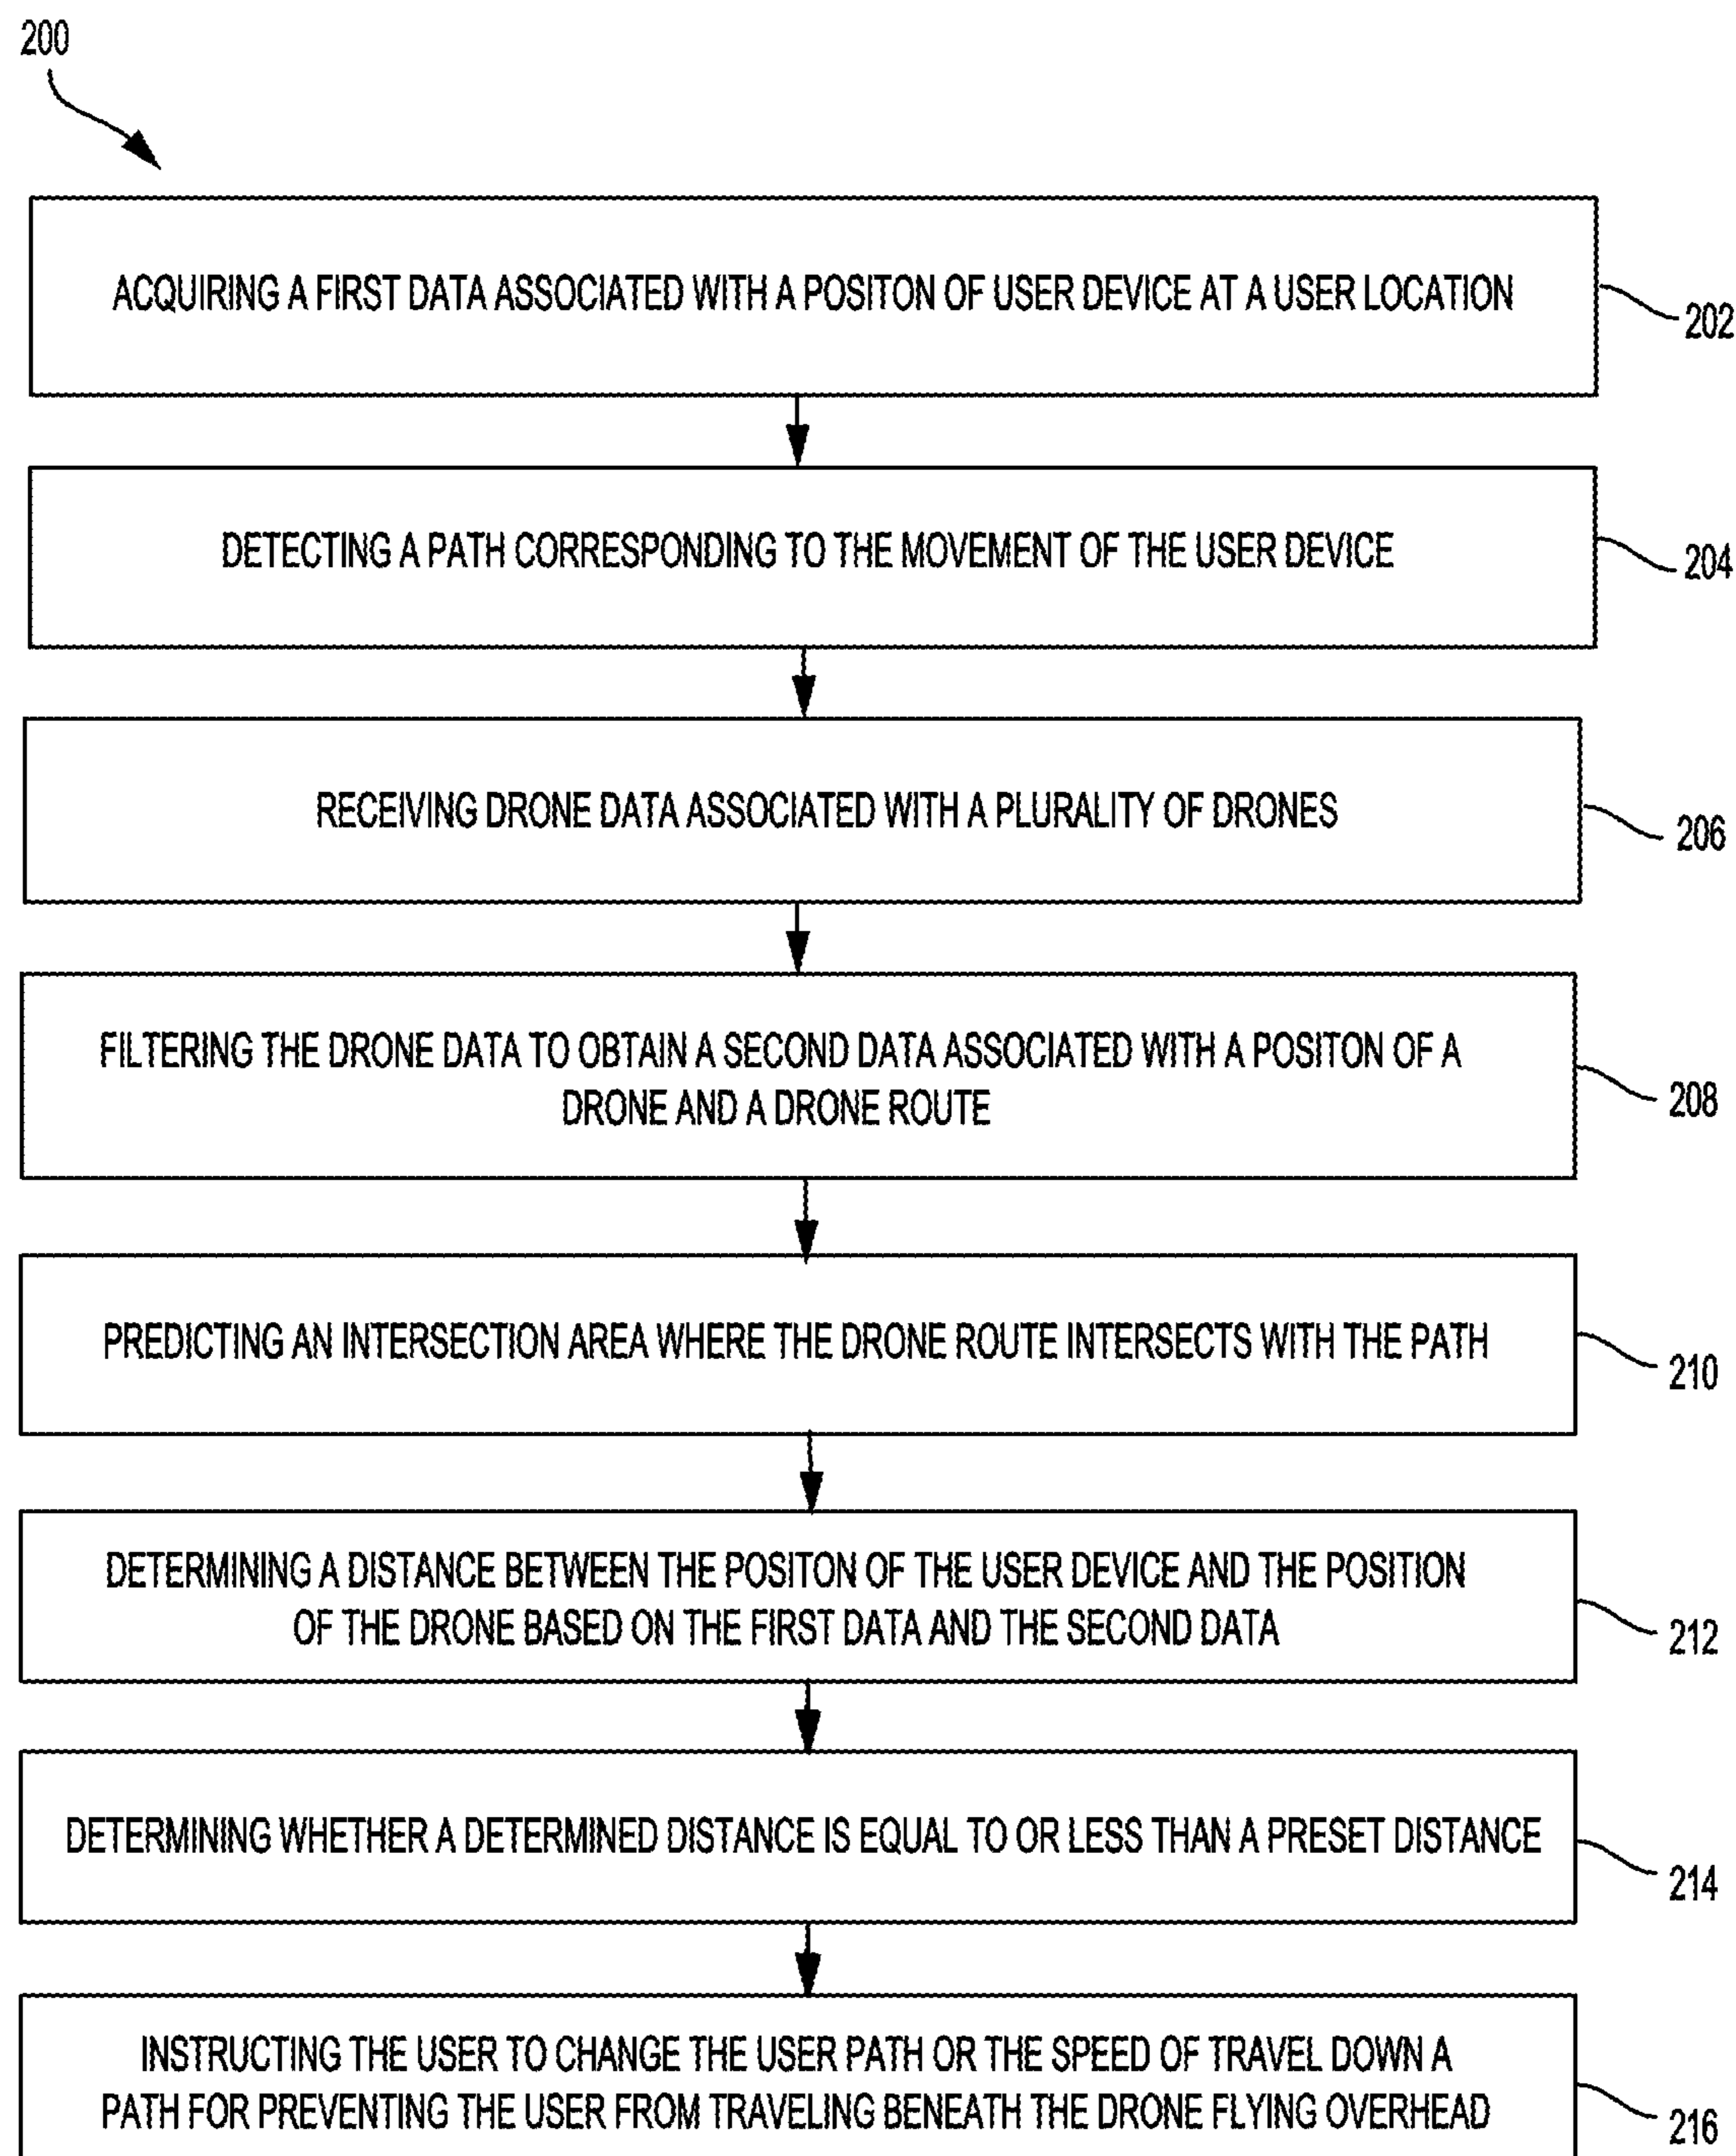 200
ACQUIRING A FIRST DATA ASSOCIATED WITH A POSITON OF USER DEVICE AT A USER LOCATION
202
DETECTING A PATH CORRESPONDING TO THE MOVEMENT OF THE USER DEVICE
204
RECEIVING DRONE DATA ASSOCIATED WITH A PLURALITY OF DRONES
206
FILTERING THE DRONE DATA TO OBTAIN A SECOND DATA ASSOCIATED WITH A POSITON OF A
DRONE AND A DRONE ROUTE
208
PREDICTING AN INTERSECTION AREA WHERE THE DRONE ROUTE INTERSECTS WITH THE PATH
210
DETERMINING A DISTANCE BETWEEN THE POSITON OF THE USER DEVICE AND THE POSITION
OF THE DRONE BASED ON THE FIRST DATA AND THE SECOND DATA
212
DETERMINING WHETHER A DETERMINED DISTANCE IS EQUAL TO OR LESS THAN A PRESET DISTANCE
214
INSTRUCTING THE USER TO CHANGE THE USER PATH OR THE SPEED OF TRAVEL DOWN A
PATH FOR PREVENTING THE USER FROM TRAVELING BENEATH THE DRONE FLYING OVERHEAD
216